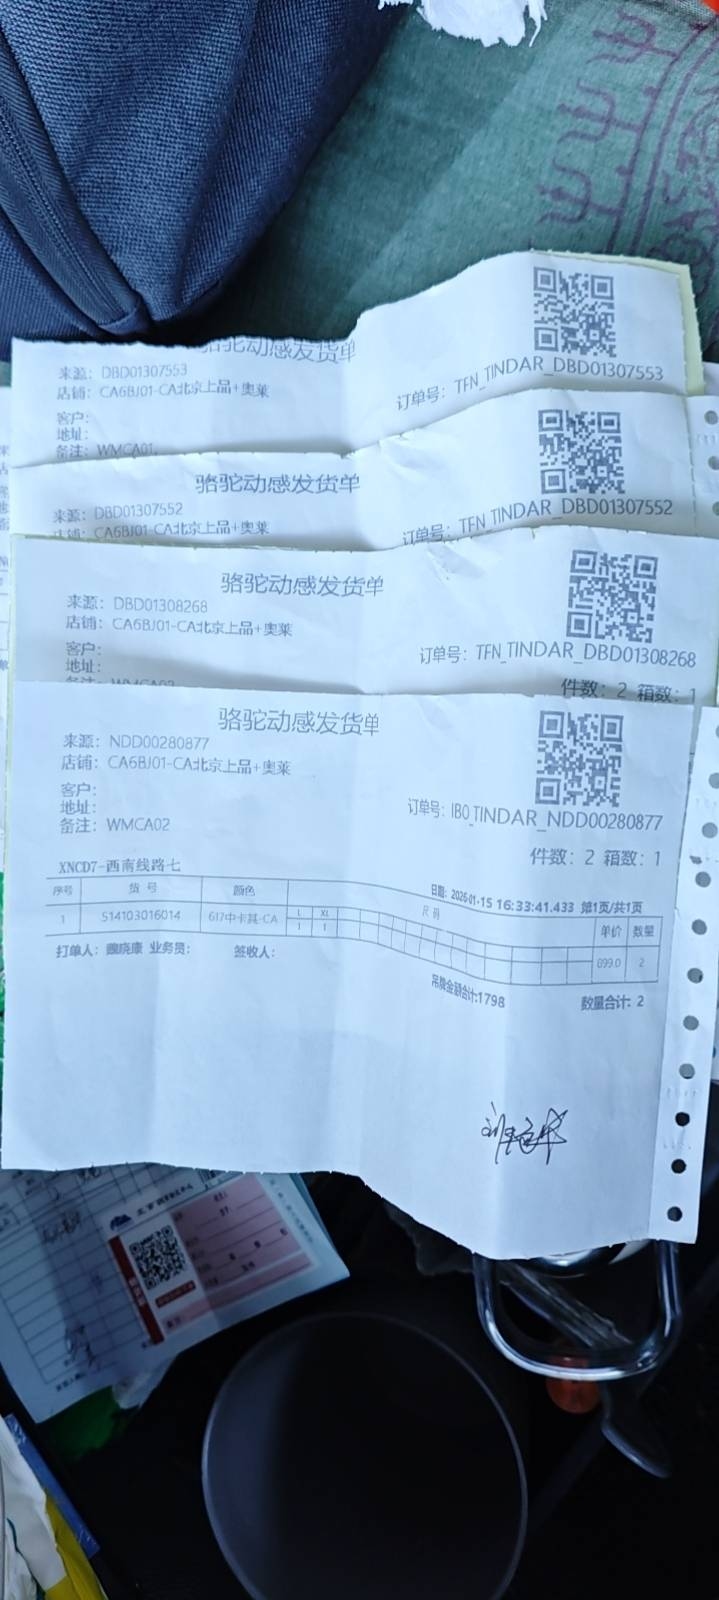 骆驼动感发货单
来源：DBD01307553
店铺：CA6BJ01-CA北京上品+奥莱
订单号：TFN_TINDAR_DBD01307553
客户：
地址：
备注：WMCA01
骆驼动感发货单
来源：DBD01307552
店铺：CA6BJ01-CA北京上品+奥莱
订单号：TFN_TINDAR_DBD01307552
骆驼动感发货单
来源：DBD01308268
店铺：CA6BJ01-CA北京上品+奥莱
订单号：TFN_TINDAR_DBD01308268
客户：
地址：
件数：2 箱数：1
骆驼动感发货单
来源：NDD00280877
店铺：CA6BJ01-CA北京上品+奥莱
客户：
地址：
订单号：IBO_TINDAR_NDD00280877
备注：WMCA02
件数：2 箱数：1
XNCD7-西南线路七
日期：2026-01-15 16:33:41.433 第1页/共1页
序号 货号 颜色 尺码 单价 数量
L XL
1 514103016014 617中卡其-CA 1 1 899.0 2
打单人：魏晓康 业务员： 签收人：
吊牌金额合计:1798 数量合计：2